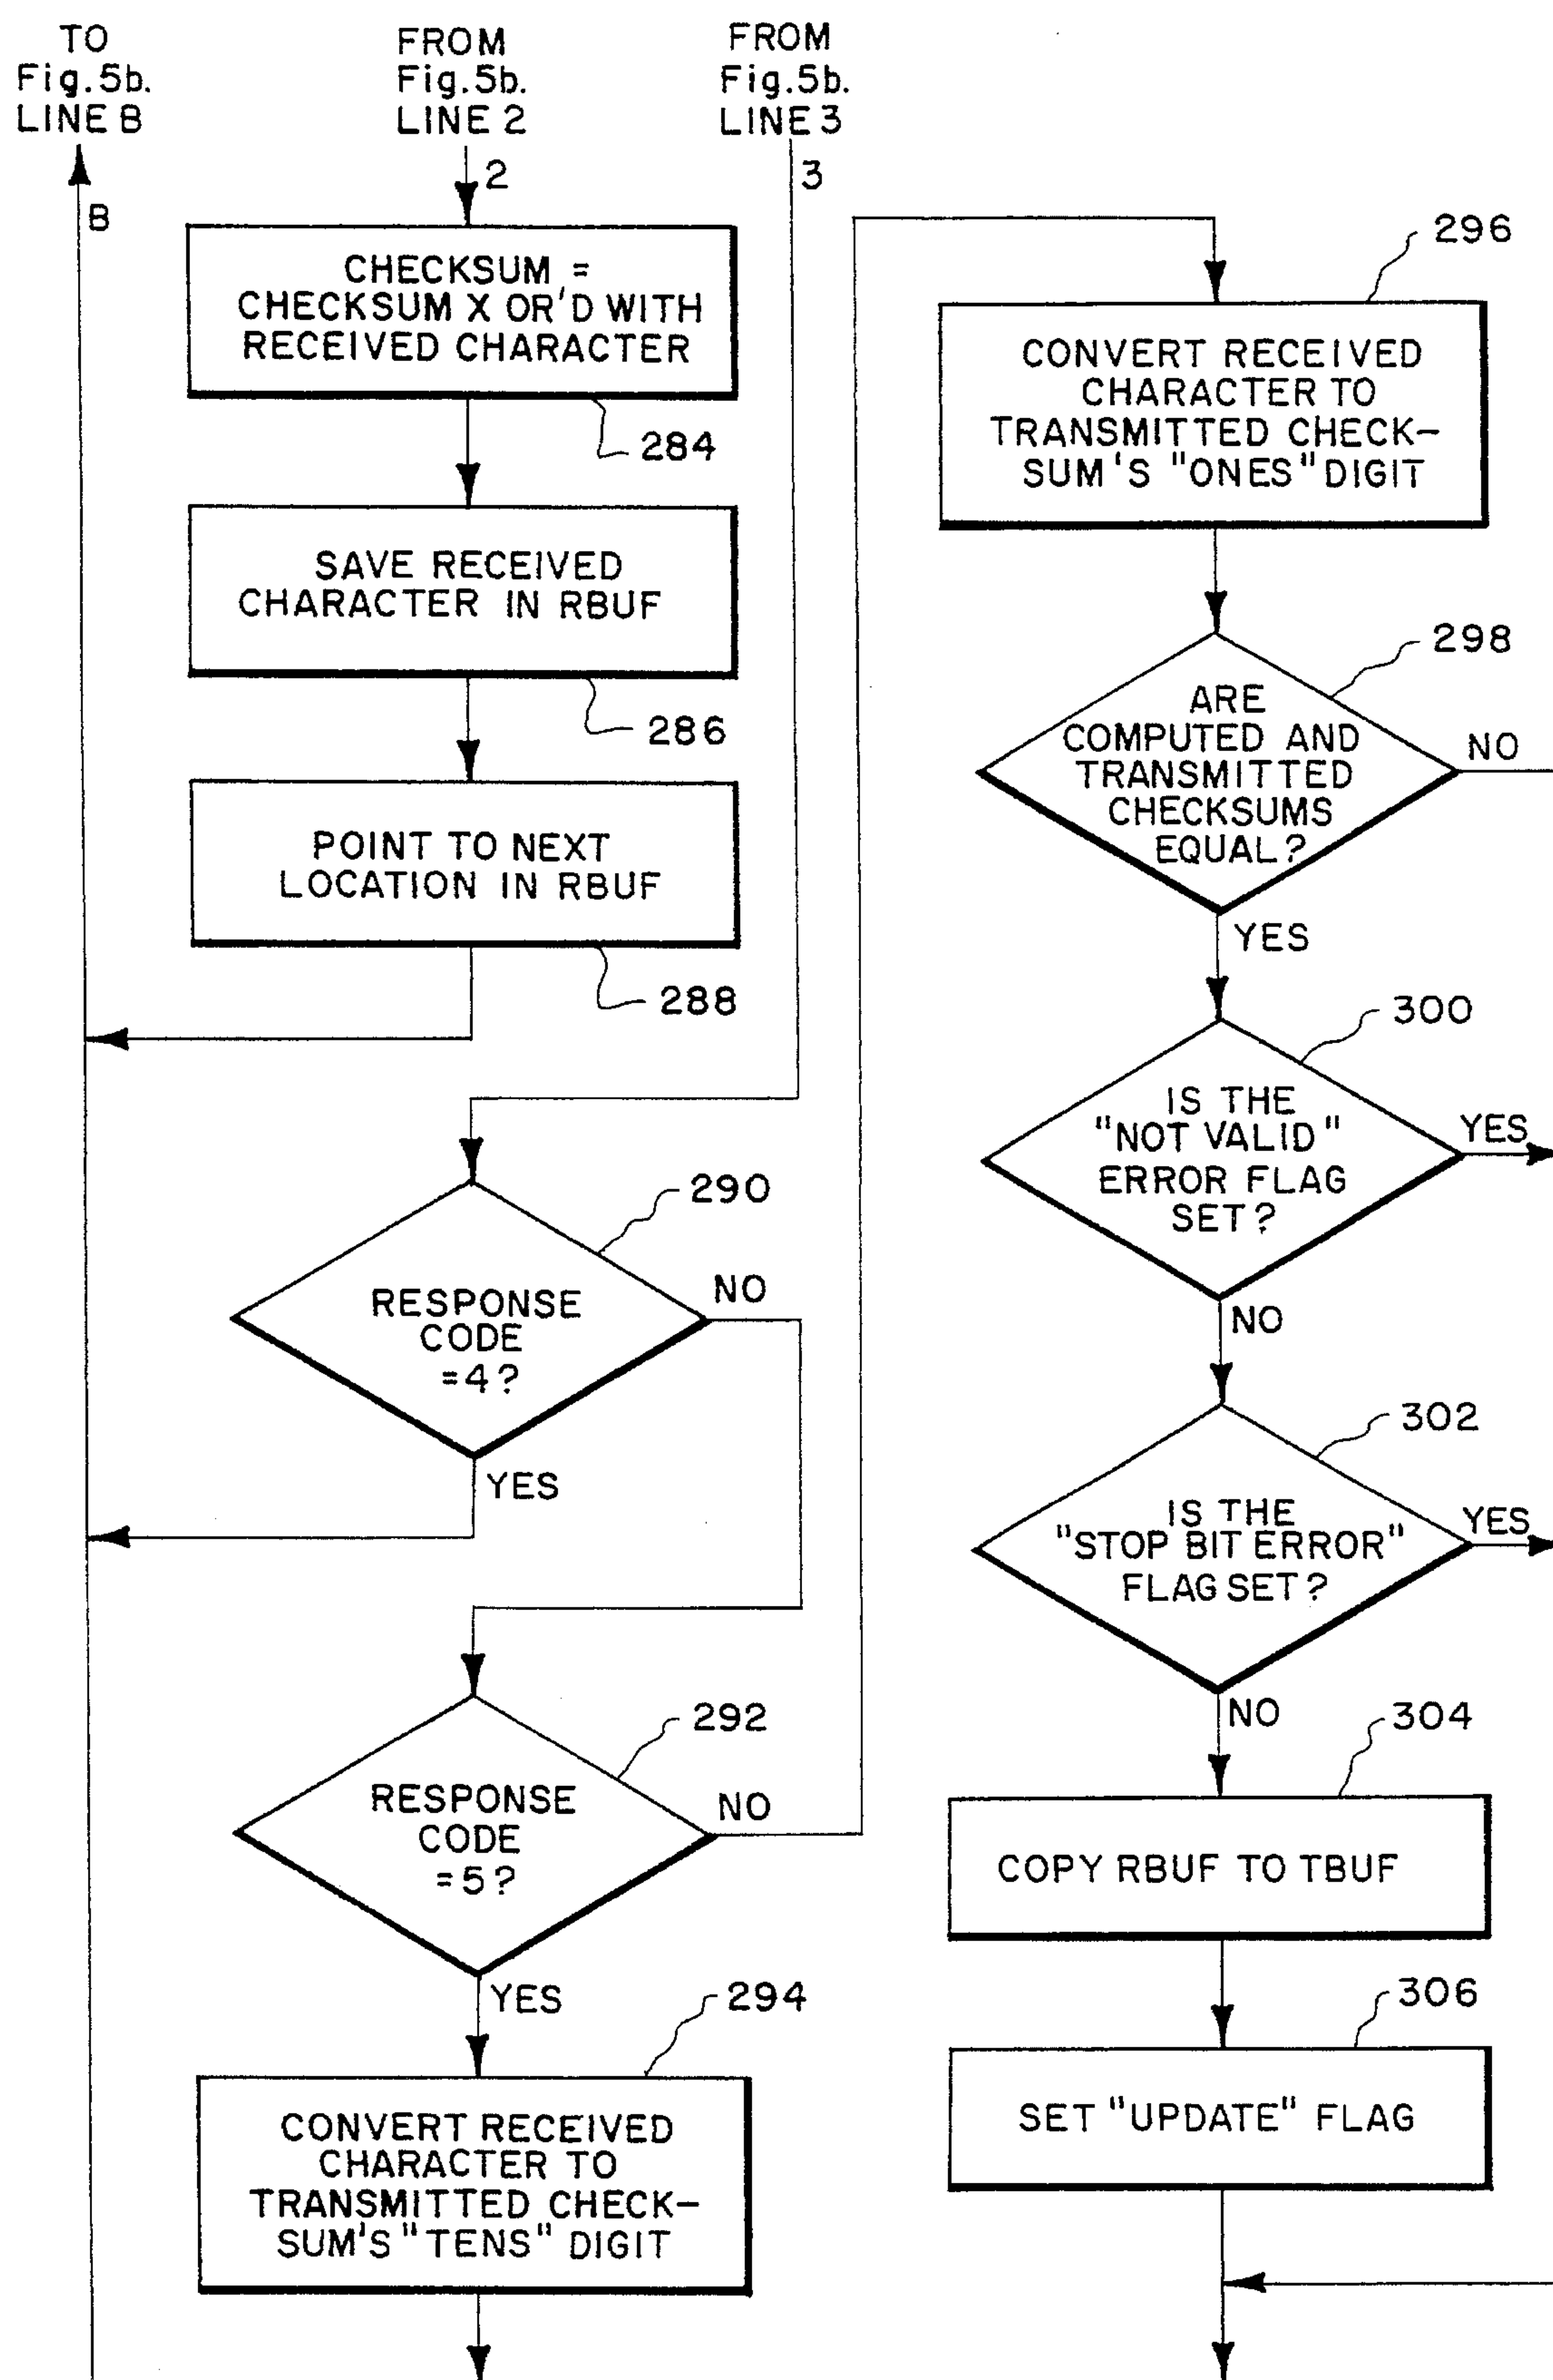 TO
Fig.5b.
LINE B
FROM
Fig.5b.
LINE 2
FROM
Fig.5b.
LINE 3
B
2
3
CHECKSUM =
CHECKSUM X OR'D WITH
RECEIVED CHARACTER
284
SAVE RECEIVED
CHARACTER IN RBUF
286
POINT TO NEXT
LOCATION IN RBUF
288
290
RESPONSE
CODE
=4?
NO
YES
292
RESPONSE
CODE
=5?
NO
YES
294
CONVERT RECEIVED
CHARACTER TO
TRANSMITTED CHECK-
SUM'S "TENS" DIGIT
296
CONVERT RECEIVED
CHARACTER TO
TRANSMITTED CHECK-
SUM'S "ONES" DIGIT
298
ARE
COMPUTED AND
TRANSMITTED
CHECKSUMS
EQUAL?
NO
YES
300
IS THE
"NOT VALID"
ERROR FLAG
SET?
YES
NO
302
IS THE
"STOP BIT ERROR"
FLAG SET?
YES
NO
304
COPY RBUF TO TBUF
306
SET "UPDATE" FLAG